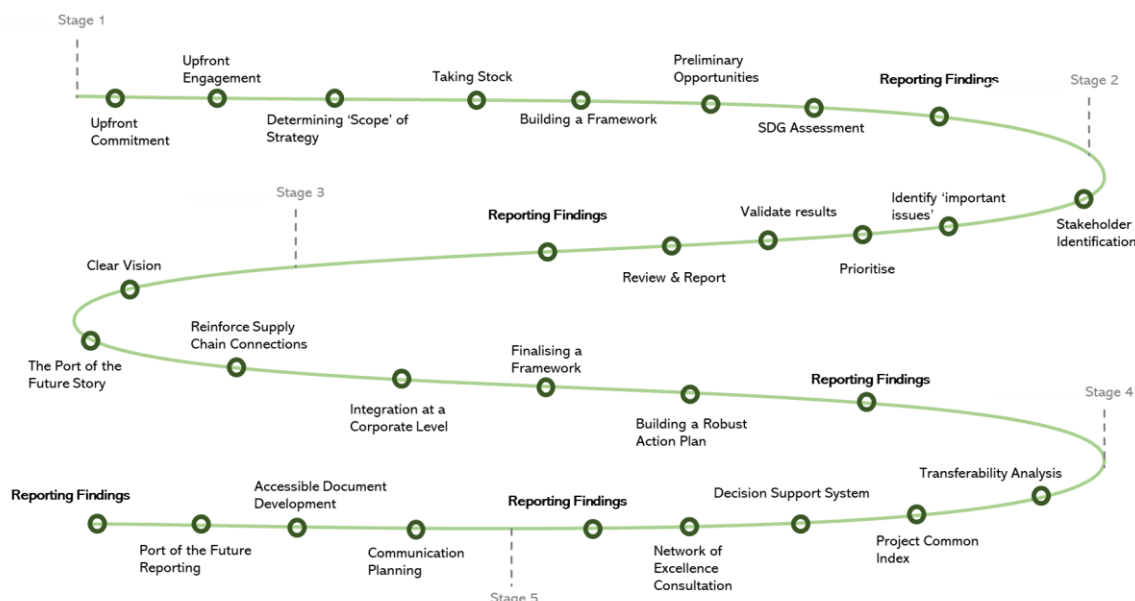 Stage 1
Upfront
Commitment
Upfront
Engagement
Determining ‘Scope’ of
Strategy
Taking Stock
Building a Framework
Preliminary
Opportunities
SDG Assessment
Reporting Findings
Stage 2
Stakeholder
Identification
Identify ‘important
issues’
Prioritise
Validate results
Review & Report
Reporting Findings
Stage 3
Clear Vision
The Port of the
Future Story
Reinforce Supply
Chain Connections
Integration at a
Corporate Level
Finalising a
Framework
Building a Robust
Action Plan
Reporting Findings
Stage 4
Transferability Analysis
Project Common
Index
Decision Support System
Network of
Excellence
Consultation
Reporting Findings
Stage 5
Communication
Planning
Accessible Document
Development
Port of the Future
Reporting
Reporting Findings